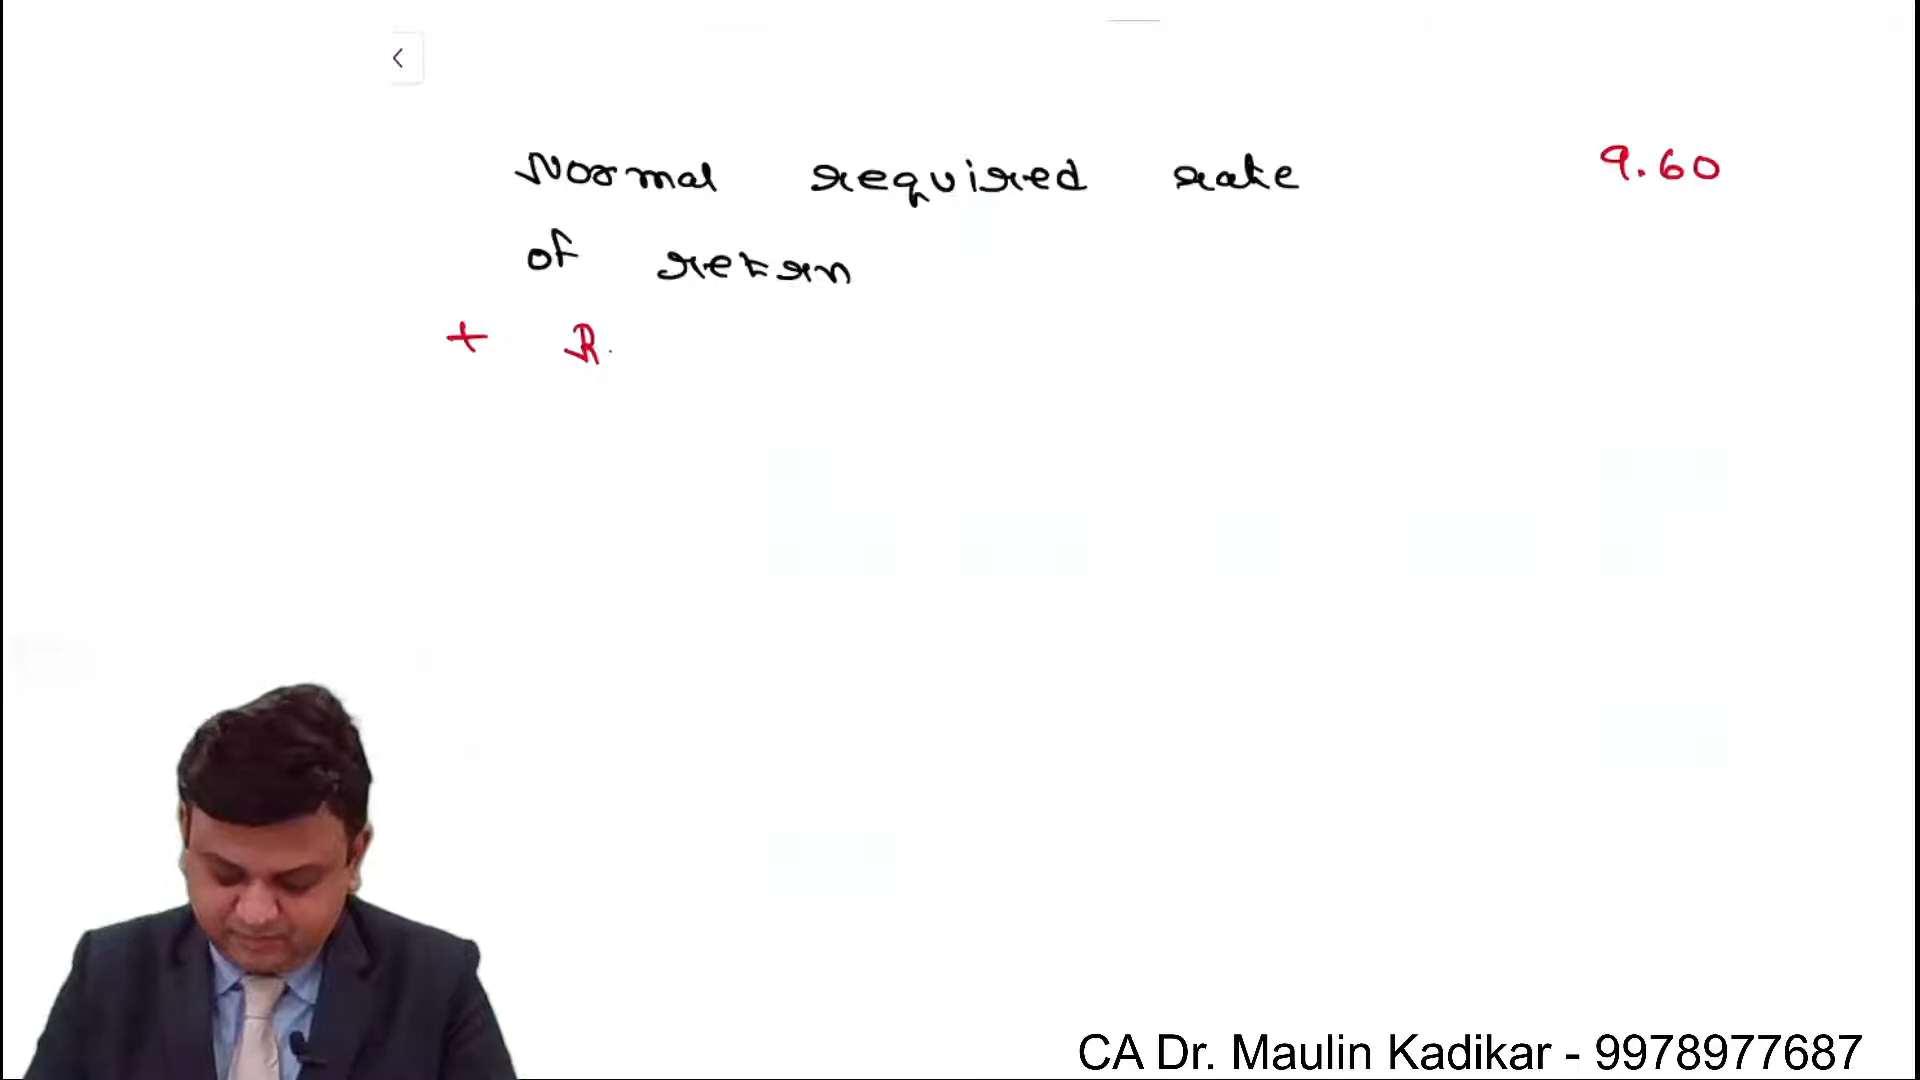 Normal required rate 9.60
of return
+ R.
CA Dr. Maulin Kadikar - 9978977687